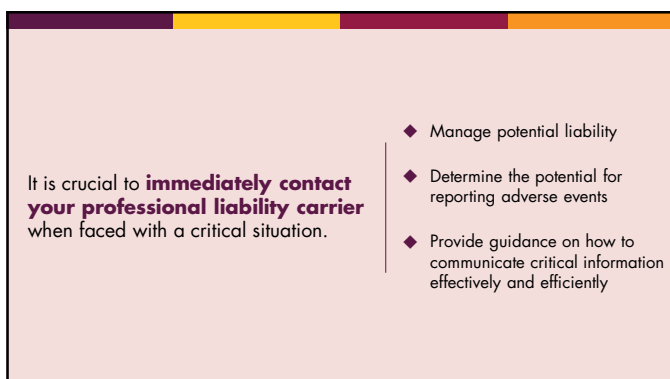 It is crucial to immediately contact
your professional liability carrier
when faced with a critical situation.
Manage potential liability
Determine the potential for
reporting adverse events
Provide guidance on how to
communicate critical information
effectively and efficiently